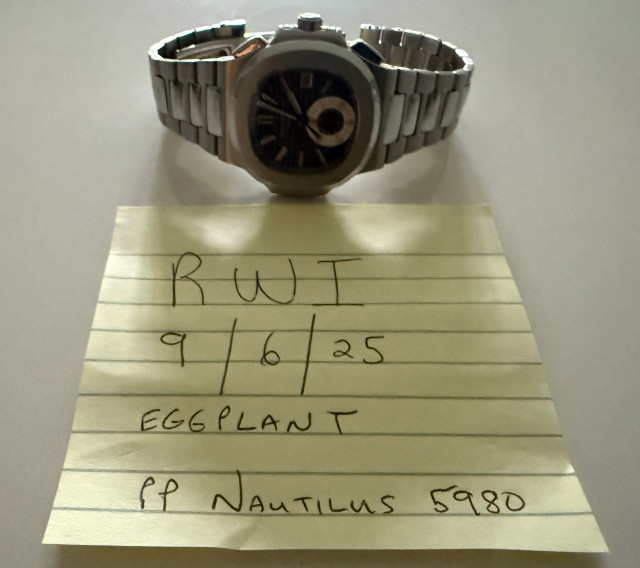 RWI
9/6/25
EGGPLANT
PP NAUTILUS 5980